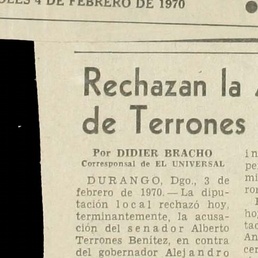 4 DE FEBRERO DE 1970
Rechazan la
de Terrones
Por DIDIER BRACHO
Corresponsal de EL UNIVERSAL
DURANGO, Dgo., 3 de
febrero de 1970.—La dipu-
tación local rechazó hoy,
terminantemente, la acusa-
ción del senador Alberto
Terrones Benítez, en contra
del gobernador Alejandro